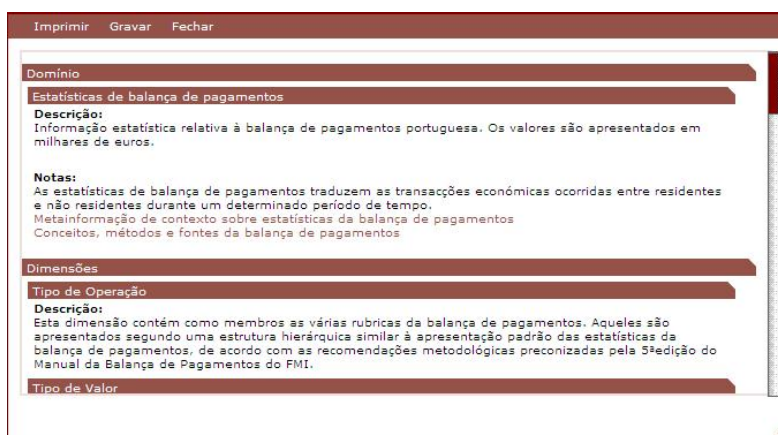 Imprimir Gravar Fechar
Domínio
Estatísticas de balança de pagamentos
Descrição:
Informação estatística relativa à balança de pagamentos portuguesa. Os valores são apresentados em
milhares de euros.
Notas:
As estatísticas de balança de pagamentos traduzem as transacções económicas ocorridas entre residentes
e não residentes durante um determinado período de tempo.
Metainformação de contexto sobre estatísticas da balança de pagamentos
Conceitos, métodos e fontes da balança de pagamentos
Dimensões
Tipo de Operação
Descrição:
Esta dimensão contém como membros as várias rubricas da balança de pagamentos. Aqueles são
apresentados segundo uma estrutura hierárquica similar à apresentação padrão das estatísticas da
balança de pagamentos, de acordo com as recomendações metodológicas preconizadas pela 5ªedição do
Manual da Balança de Pagamentos do FMI.
Tipo de Valor